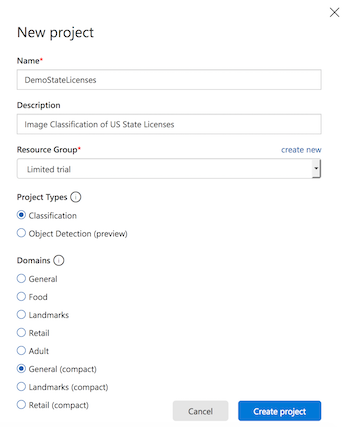 New project
Name*
DemoStateLicenses
Description
Image Classification of US State Licenses
Resource Group*
create new
Limited trial
Project Types
Classification
Object Detection (preview)
Domains
General
Food
Landmarks
Retail
Adult
General (compact)
Landmarks (compact)
Retail (compact)
Cancel
Create project